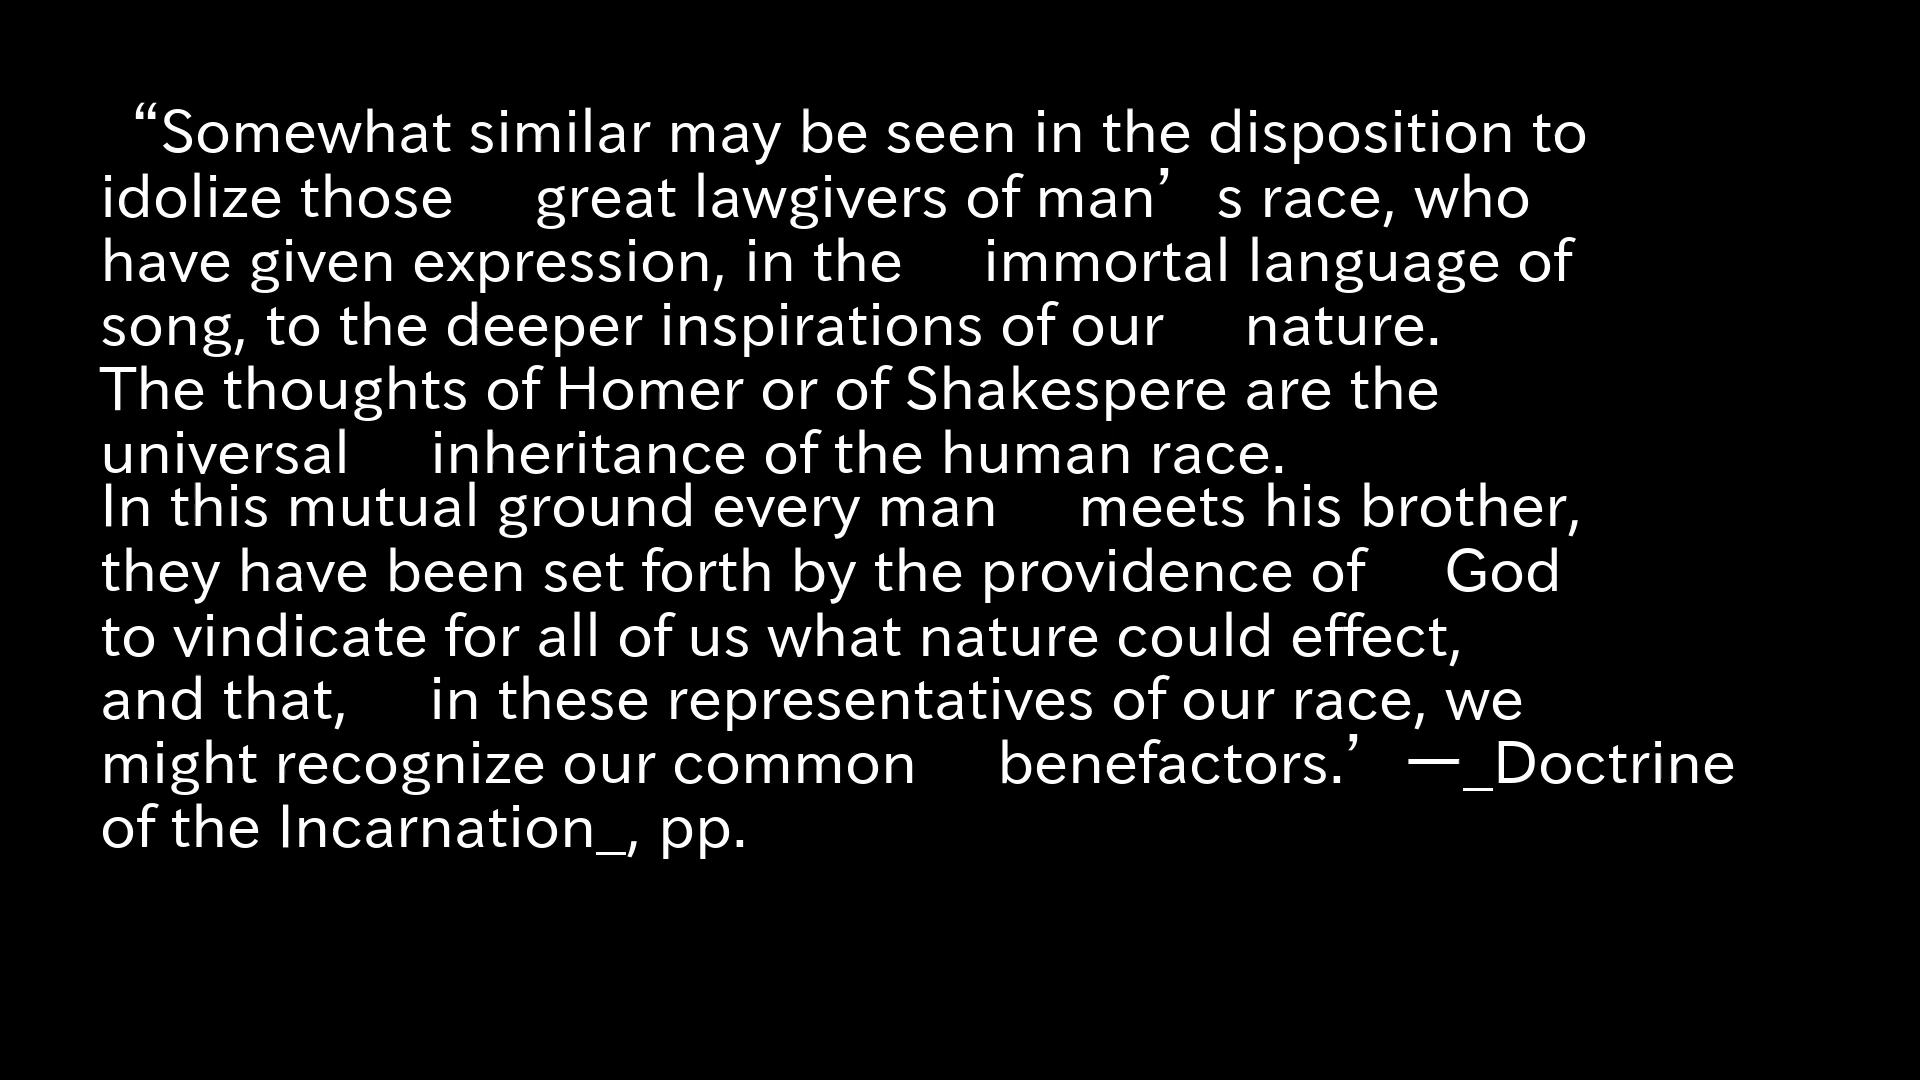 “Somewhat similar may be seen in the disposition to
idolize those great lawgivers of man’s race, who
have given expression, in the immortal language of
song, to the deeper inspirations of our nature.
The thoughts of Homer or of Shakespere are the
universal inheritance of the human race.
In this mutual ground every man meets his brother,
they have been set forth by the providence of God
to vindicate for all of us what nature could effect,
and that, in these representatives of our race, we
might recognize our common benefactors.’—_Doctrine
of the Incarnation_, pp.